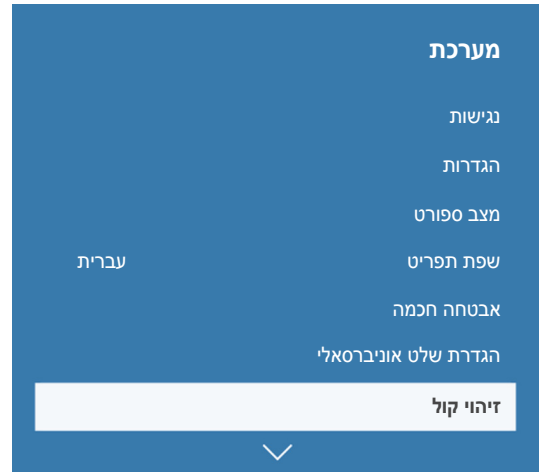 מערכת
נגישות
הגדרות
מצב ספורט
שפת תפריט עברית
אבטחה חכמה
הגדרת שלט אוניברסאלי
זיהוי קול